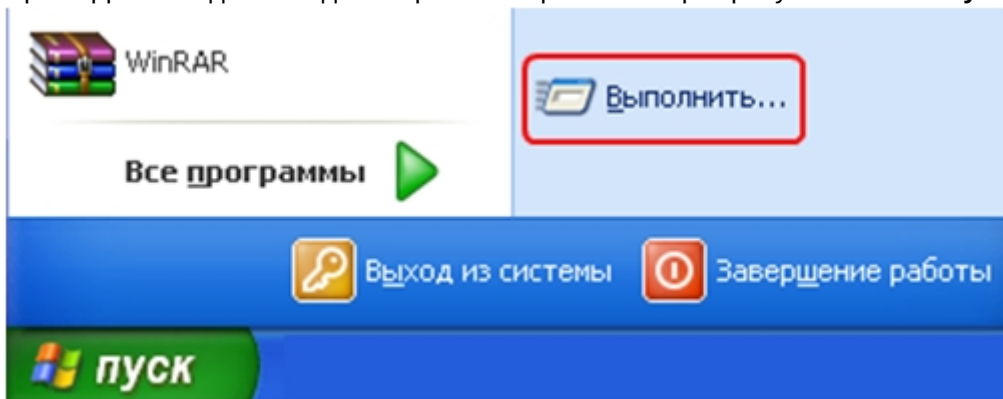 WinRAR
Выполнить...
Все программы
Выход из системы
Завершение работы
пуск